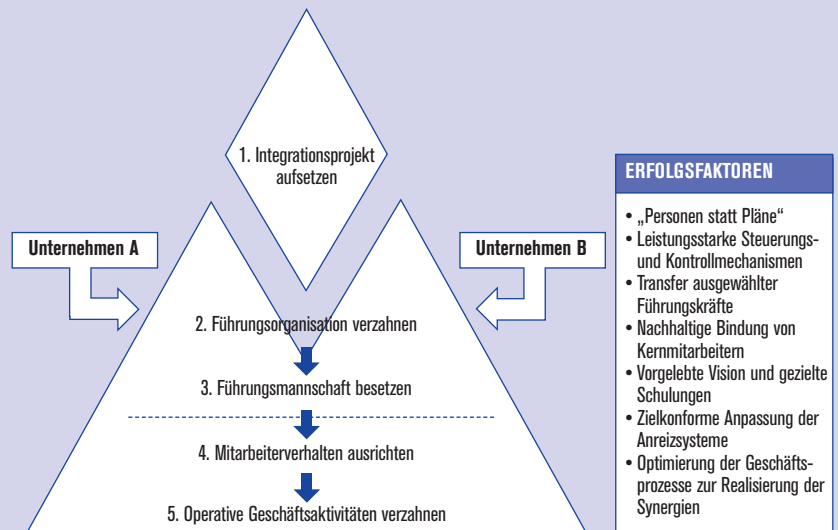 1. Integrationsprojekt
aufsetzen
Unternehmen A
Unternehmen B
2. Führungsorganisation verzahnen
3. Führungsmannschaft besetzen
4. Mitarbeiterverhalten ausrichten
5. Operative Geschäftsaktivitäten verzahnen
ERFOLGSFAKTOREN
• „Personen statt Pläne“
• Leistungsstarke Steuerungs-
und Kontrollmechanismen
• Transfer ausgewählter
Führungskräfte
• Nachhaltige Bindung von
Kernmitarbeitern
• Vorgelebte Vision und gezielte
Schulungen
• Zielkonforme Anpassung der
Anreizsysteme
• Optimierung der Geschäfts-
prozesse zur Realisierung der
Synergien